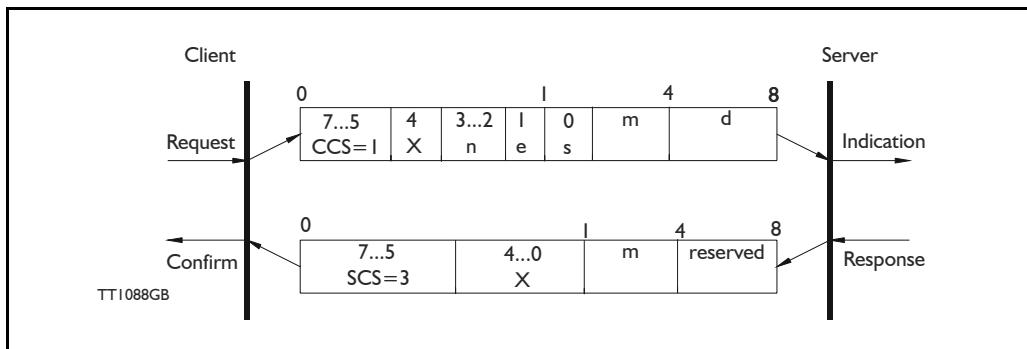 Client Server
0 1 4 8
7...5 4 3...2 1 0 m d
CCS=1 X n e s
Request Indication
0 1 4 8
7...5 4...0 m reserved
SCS=3 X
Confirm Response
TT1088GB